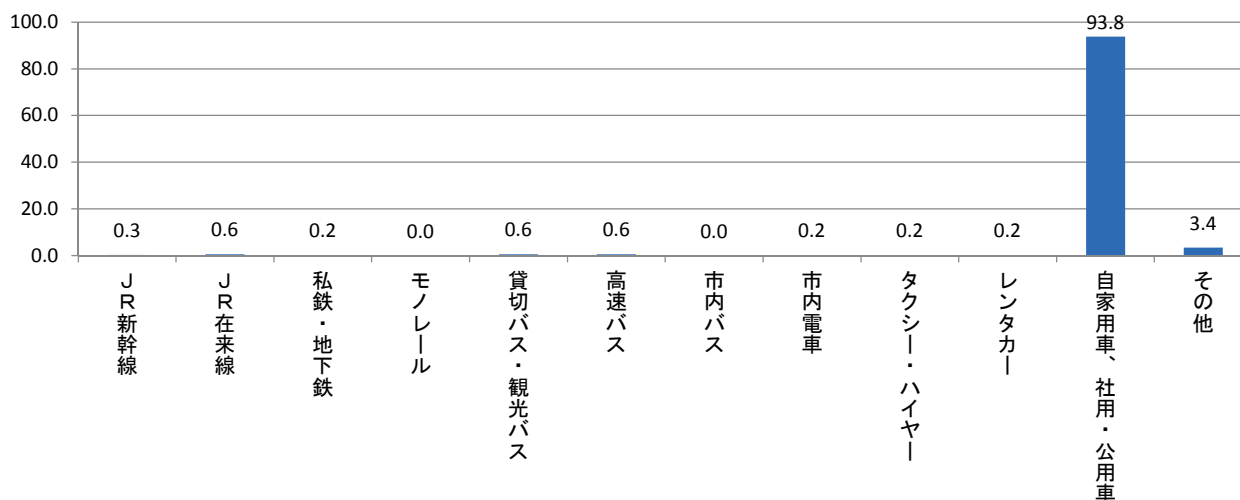 100.0
80.0
60.0
40.0
20.0
0.0
0.3
0.6
0.2
0.0
0.6
0.6
0.0
0.2
0.2
0.2
93.8
3.4
ＪＲ新幹線
ＪＲ在来線
私鉄・地下鉄
モノレール
貸切バス・観光バス
高速バス
市内バス
市内電車
タクシー・ハイヤー
レンタカー
自家用車、社用・公用車
その他